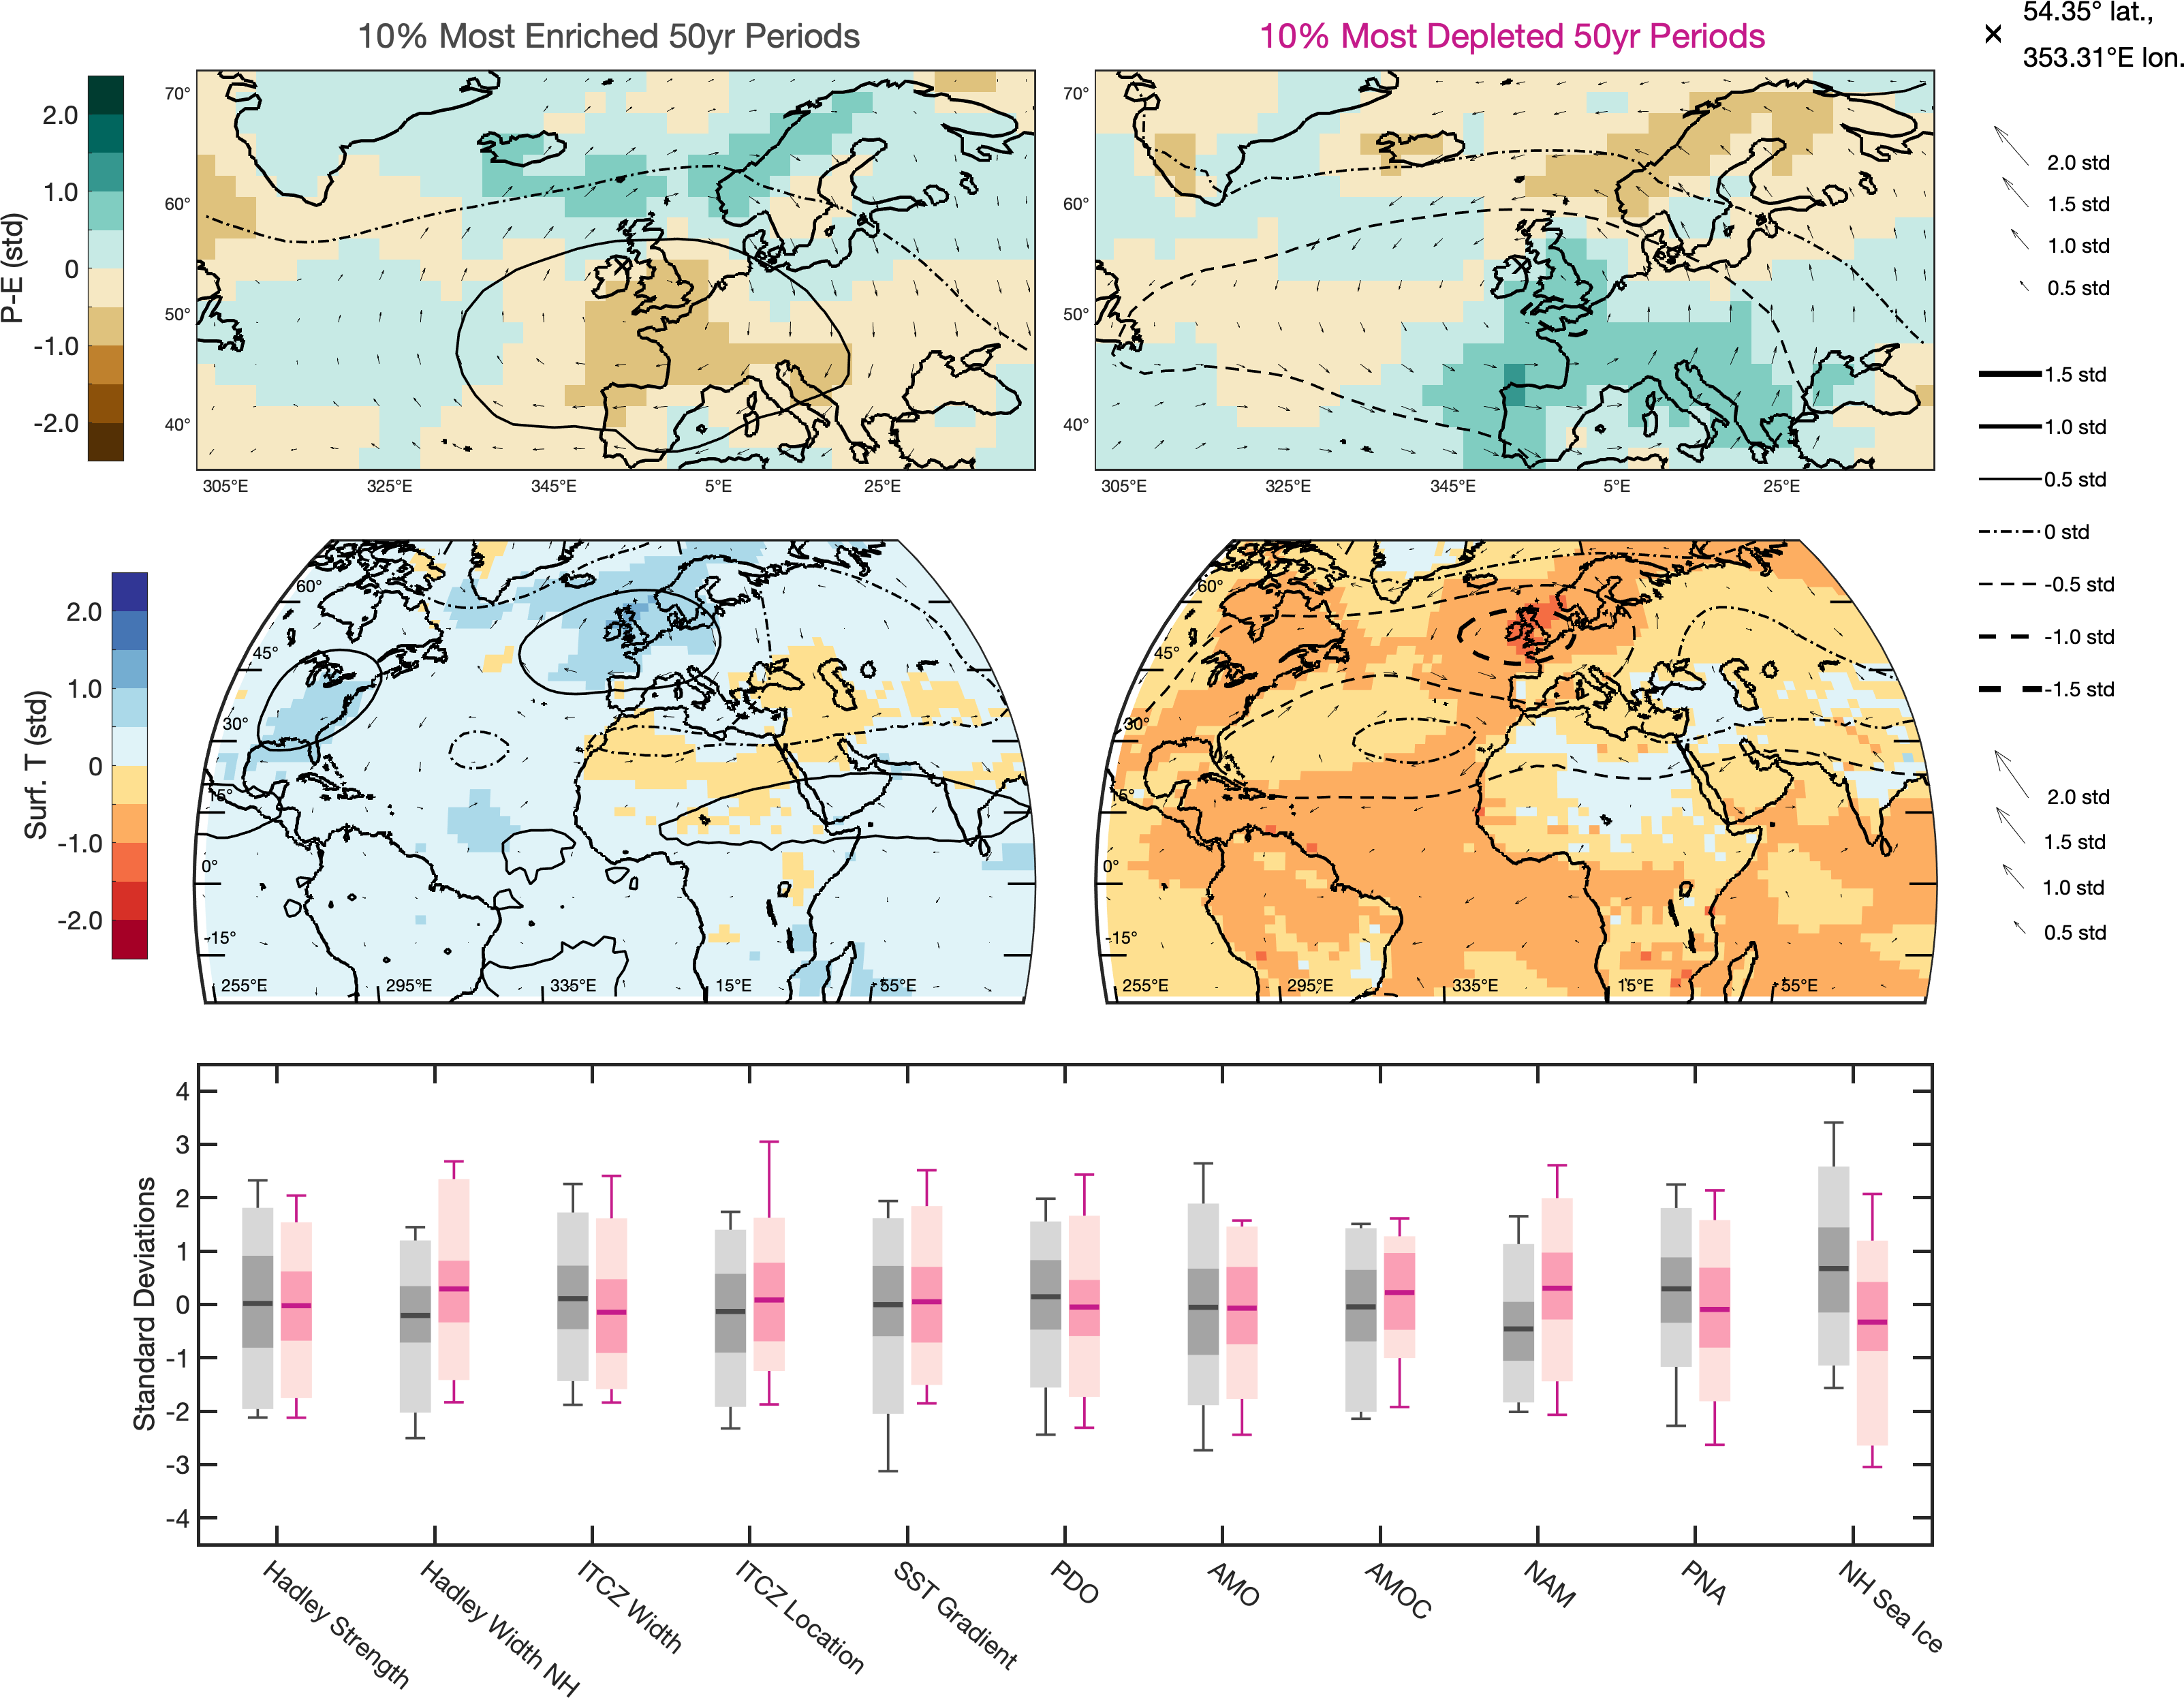 10% Most Enriched 50yr Periods
10% Most Depleted 50yr Periods
54.35° lat.,
353.31°E lon.
P-E (std)
2.0
1.0
0
-1.0
-2.0
70°
60°
50°
40°
305°E 325°E 345°E 5°E 25°E
70°
60°
50°
40°
305°E 325°E 345°E 5°E 25°E
2.0 std
1.5 std
1.0 std
0.5 std
1.5 std
1.0 std
0.5 std
0 std
-0.5 std
-1.0 std
-1.5 std
Surf. T (std)
2.0
1.0
0
-1.0
-2.0
60°
45°
30°
15°
0°
-15°
255°E 295°E 335°E 15°E 55°E
60°
45°
30°
15°
0°
-15°
255°E 295°E 335°E 15°E 55°E
2.0 std
1.5 std
1.0 std
0.5 std
Standard Deviations
4
3
2
1
0
-1
-2
-3
-4
Hadley Strength
Hadley Width NH
ITCZ Width
ITCZ Location
SST Gradient
PDO
AMO
AMOC
NAM
PNA
NH Sea Ice